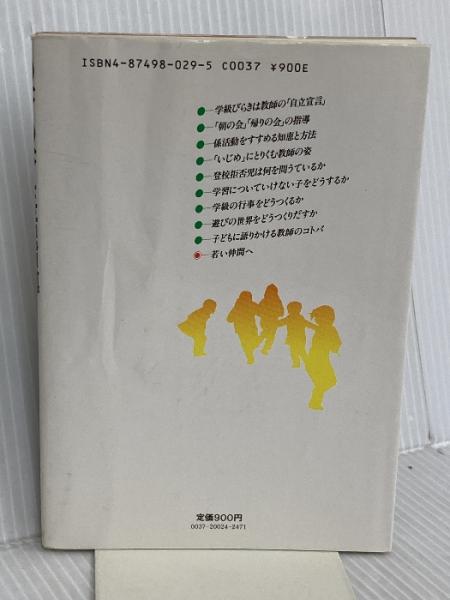 ISBN4-87498-029-5 C0037 ¥900E
学級びらきは教師の「自立宣言」
「朝の会」「帰りの会」の指導
係活動をすすめる知恵と方法
「いじめ」にとりくむ教師の姿
登校拒否児は何を問うているか
学習についていけない子をどうするか
学級の行事をどうつくるか
遊びの世界をどうつくりだすか
子どもに語りかける教師のコトバ
若い仲間へ
定価900円
0037-20024-2471